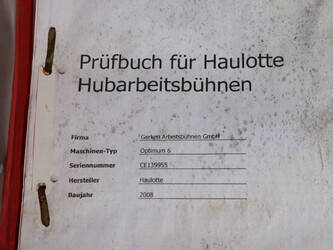 Prüfbuch für Haulotte
Hubarbeitsbühnen
Firma Gerken Arbeitsbühnen GmbH
Maschinen-Typ Optimum 6
Seriennummer CE139955
Hersteller Haulotte
Baujahr 2008